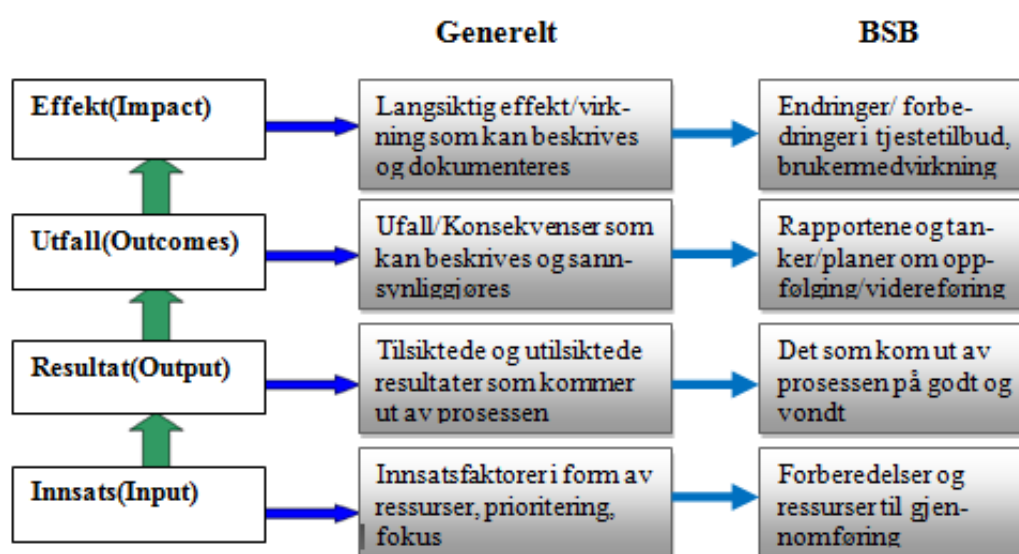 Generelt
BSB
Effekt(Impact)
Langsiktig effekt/virk-
ning som kan beskrives
og dokumenteres
Endringer/ forbe-
dringer i tjestetilbud,
brukermedvirkning
Utfall(Outcomes)
Ufall/Konsekvenser som
kan beskrives og sann-
synliggjøres
Rapportene og tan-
ker/planer om opp-
følging/videreføring
Resultat(Output)
Tilsiktede og utilsiktede
resultater som kommer
ut av prosessen
Det som kom ut av
prosessen på godt og
vondt
Innsats(Input)
Innsatsfaktorer i form av
ressurser, prioritering,
fokus
Forberedelser og
ressurser til gjen-
nomføring